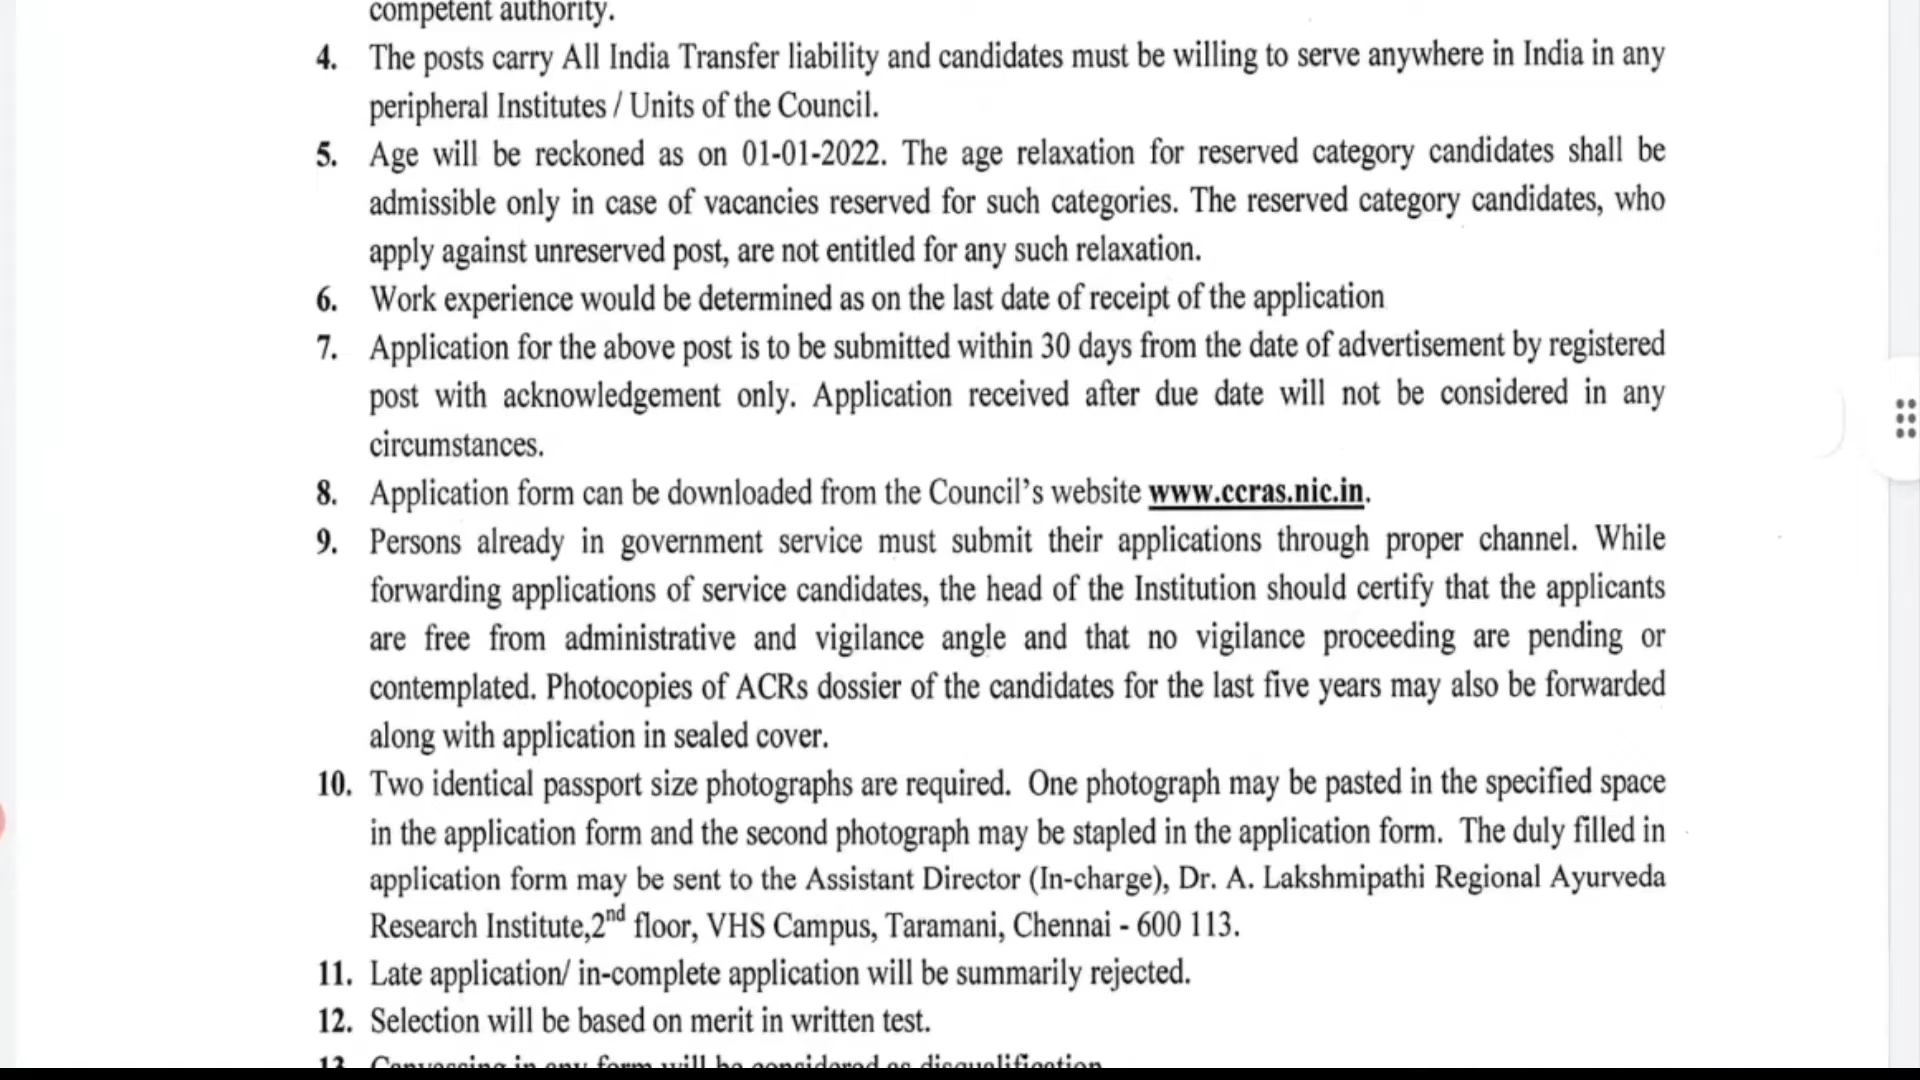 competent authority.
4. The posts carry All India Transfer liability and candidates must be willing to serve anywhere in India in any
peripheral Institutes / Units of the Council.
5. Age will be reckoned as on 01-01-2022. The age relaxation for reserved category candidates shall be
admissible only in case of vacancies reserved for such categories. The reserved category candidates, who
apply against unreserved post, are not entitled for any such relaxation.
6. Work experience would be determined as on the last date of receipt of the application
7. Application for the above post is to be submitted within 30 days from the date of advertisement by registered
post with acknowledgement only. Application received after due date will not be considered in any
circumstances.
8. Application form can be downloaded from the Council's website www.ccras.nic.in.
9. Persons already in government service must submit their applications through proper channel. While
forwarding applications of service candidates, the head of the Institution should certify that the applicants
are free from administrative and vigilance angle and that no vigilance proceeding are pending or
contemplated. Photocopies of ACRs dossier of the candidates for the last five years may also be forwarded
along with application in sealed cover.
10. Two identical passport size photographs are required. One photograph may be pasted in the specified space
in the application form and the second photograph may be stapled in the application form. The duly filled in
application form may be sent to the Assistant Director (In-charge), Dr. A. Lakshmipathi Regional Ayurveda
Research Institute,2nd floor, VHS Campus, Taramani, Chennai - 600 113.
11. Late application/ in-complete application will be summarily rejected.
12. Selection will be based on merit in written test.
13. Canvassing in any form will be considered as disqualification